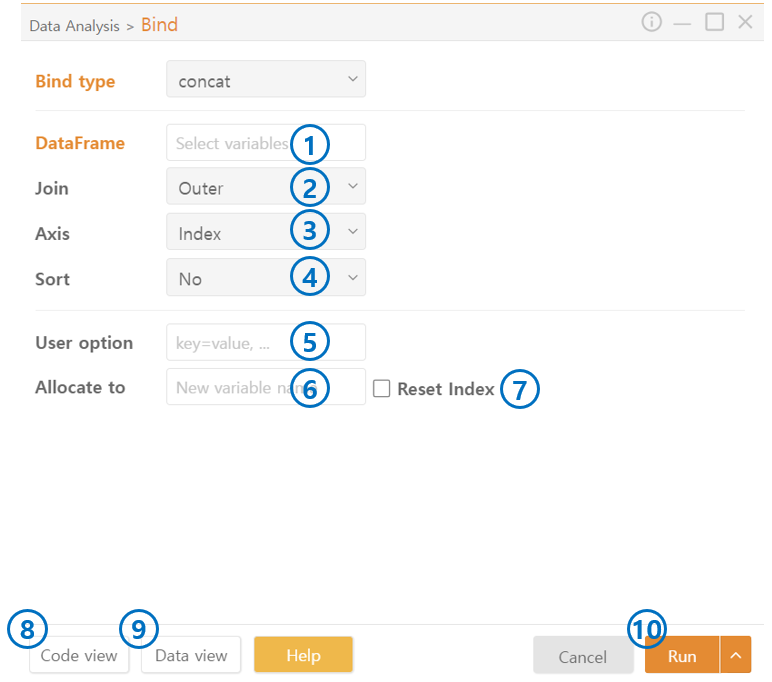 Data Analysis > Bind
Bind type concat
DataFrame Select variables 1
Join Outer 2
Axis Index 3
Sort No 4
User option key=value, ... 5
Allocate to New variable name 6 Reset Index 7
8 9 10
Code view Data view Help Cancel Run